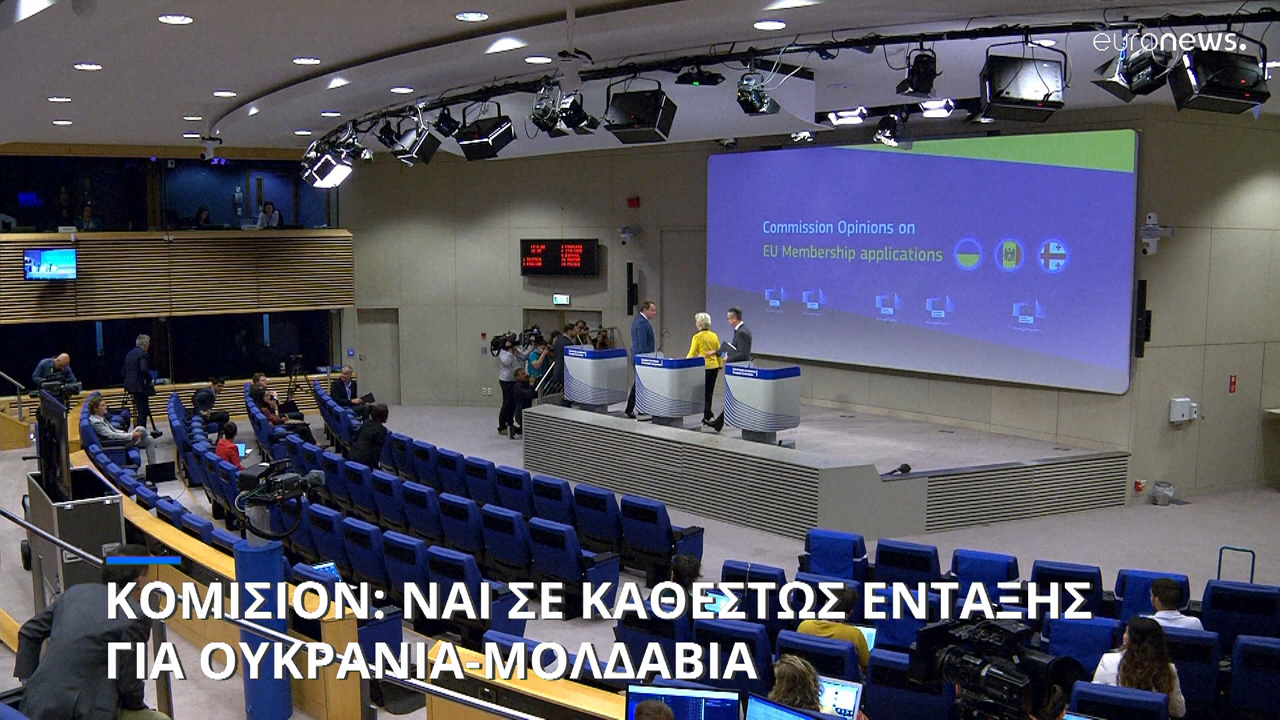 euronews.
Commission Opinions on
EU Membership applications
ΚΟΜΙΣΙΟΝ: ΝΑΙ ΣΕ ΚΑΘΕΣΤΩΣ ΕΝΤΑΞΗΣ
ΓΙΑ ΟΥΚΡΑΝΙΑ-ΜΟΛΔΑΒΙΑ